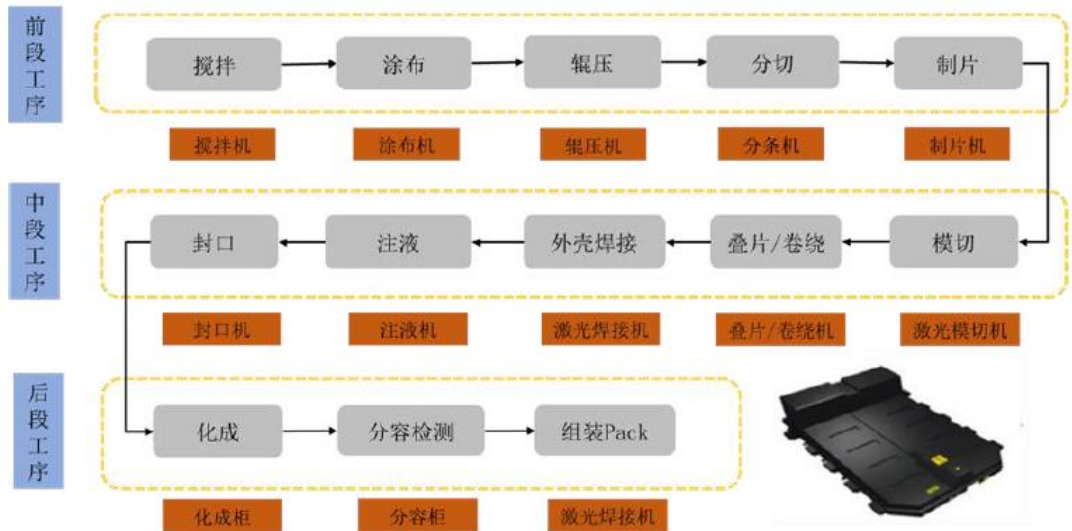 前段工序
搅拌 涂布 辊压 分切 制片
搅拌机 涂布机 辊压机 分条机 制片机
中段工序
封口 注液 外壳焊接 叠片/卷绕 模切
封口机 注液机 激光焊接机 叠片/卷绕机 激光模切机
后段工序
化成 分容检测 组装Pack
化成柜 分容柜 激光焊接机